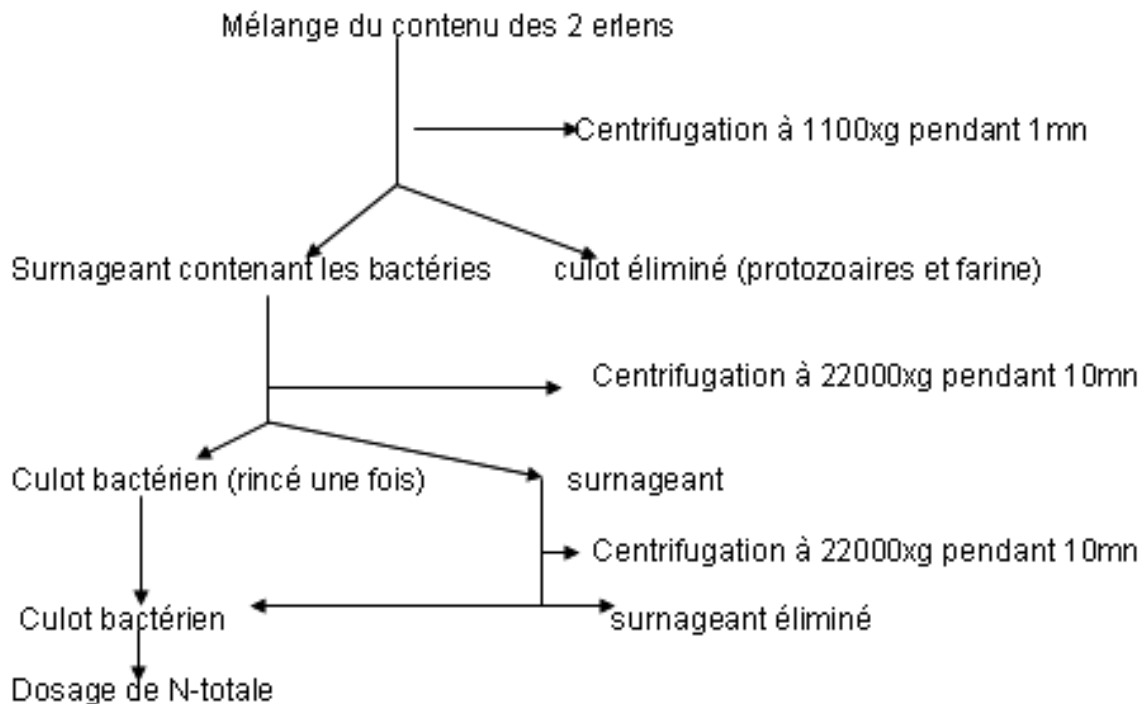 Mélange du contenu des 2 erlens
Centrifugation à 1100xg pendant 1mn
Surnageant contenant les bactéries
culot éliminé (protozoaires et farine)
Centrifugation à 22000xg pendant 10mn
Culot bactérien (rincé une fois)
surnageant
Centrifugation à 22000xg pendant 10mn
Culot bactérien
surnageant éliminé
Dosage de N-totale